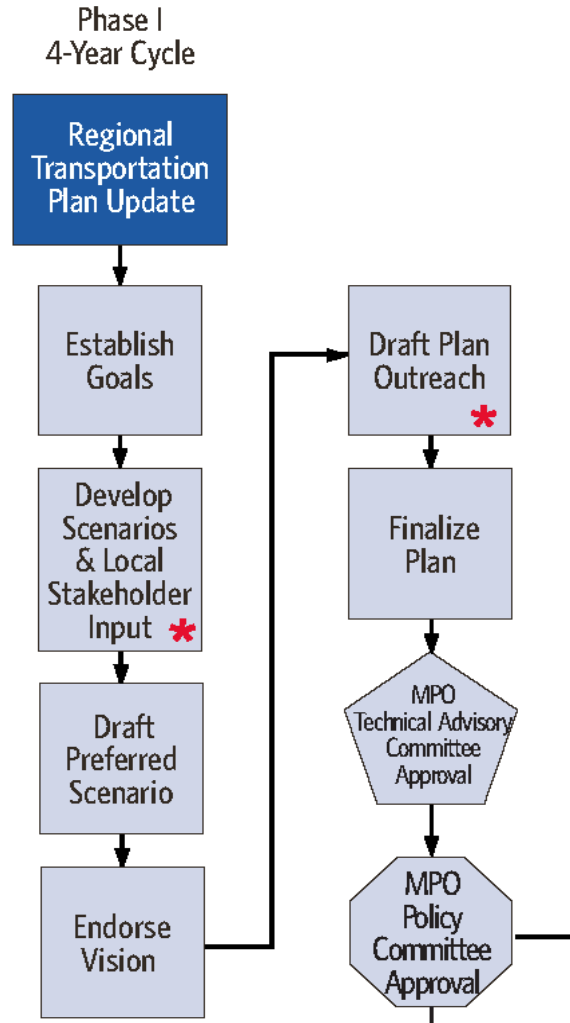 Phase I
4-Year Cycle
Regional
Transportation
Plan Update
Establish
Goals
Develop
Scenarios
& Local
Stakeholder
Input *
Draft
Preferred
Scenario
Endorse
Vision
Draft Plan
Outreach
*
Finalize
Plan
MPO
Technical Advisory
Committee
Approval
MPO
Policy
Committee
Approval